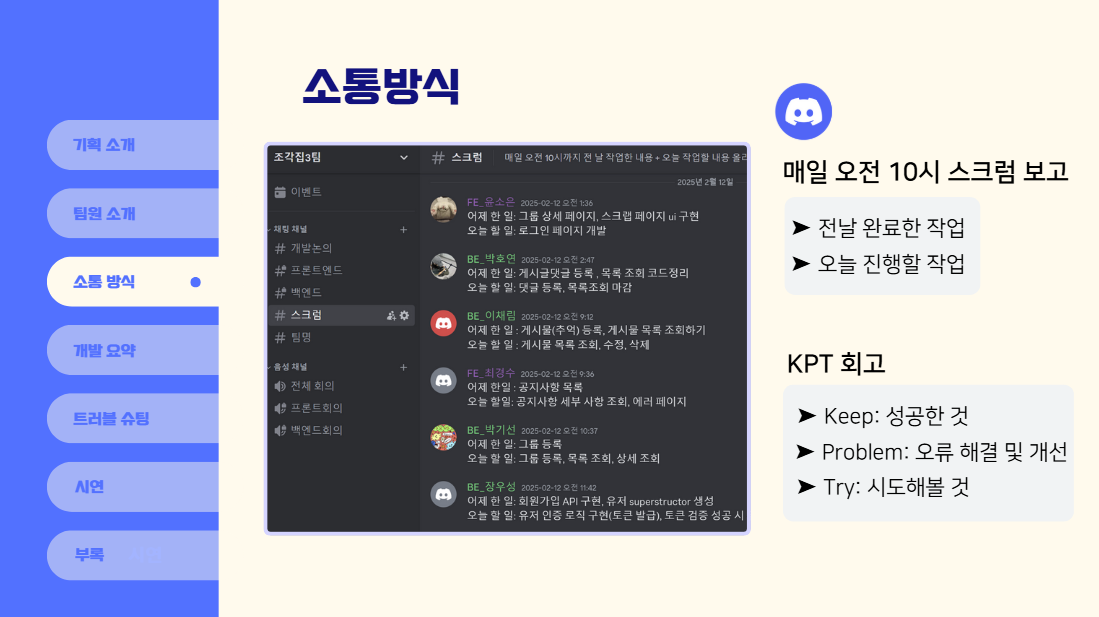 기획 소개
팀원 소개
소통 방식
개발 요약
트러블 슈팅
시연
부록
소통방식
조각집3팀
이벤트
채팅 채널
개발논의
프론트엔드
백엔드
스크럼
팀명
음성 채널
전체 회의
프론트회의
백엔드회의
스크럼 매일 오전 10시까지 전 날 작업한 내용 + 오늘 작업할 내용 올리
2025년 2월 12일
FE_윤소은 2025-02-12 오전 1:36
어제 한 일: 그룹 상세 페이지, 스크랩 페이지 ui 구현
오늘 할 일: 로그인 페이지 개발
BE_박호연 2025-02-12 오전 2:47
어제 한 일: 게시글댓글 등록 , 목록 조회 코드정리
오늘 할 일: 댓글 등록, 목록조회 마감
BE_이채림 2025-02-12 오전 9:12
어제 한 일 : 게시물(추억) 등록, 게시물 목록 조회하기
오늘 할 일 : 게시물 목록 조회, 수정, 삭제
FE_최경수 2025-02-12 오전 9:36
어제 한일 : 공지사항 목록
오늘 할일: 공지사항 세부 사항 조회, 에러 페이지
BE_박기선 2025-02-12 오전 10:37
어제 한 일: 그룹 등록
오늘 할 일: 그룹 등록, 목록 조회, 상세 조회
BE_장우성 2025-02-12 오전 11:42
어제 한 일: 회원가입 API 구현, 유저 superstructor 생성
오늘 할 일: 유저 인증 로직 구현(토큰 발급), 토큰 검증 성공 시
매일 오전 10시 스크럼 보고
➤ 전날 완료한 작업
➤ 오늘 진행할 작업
KPT 회고
➤ Keep: 성공한 것
➤ Problem: 오류 해결 및 개선
➤ Try: 시도해볼 것